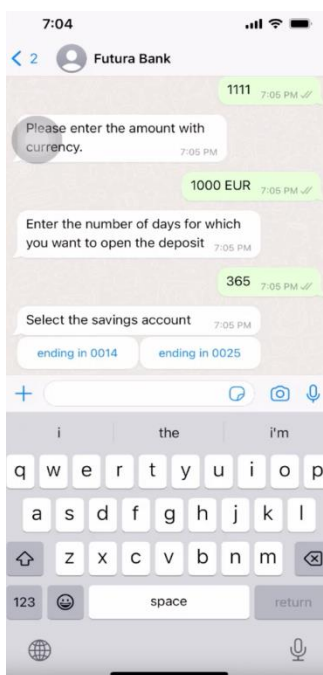 7:04
2
Futura Bank
1111 7:05 PM
Please enter the amount with
currency. 7:05 PM
1000 EUR 7:05 PM
Enter the number of days for which
you want to open the deposit 7:05 PM
365 7:05 PM
Select the savings account 7:05 PM
ending in 0014 ending in 0025
i the i'm
q w e r t y u i o p
a s d f g h j k l
z x c v b n m
123 space return